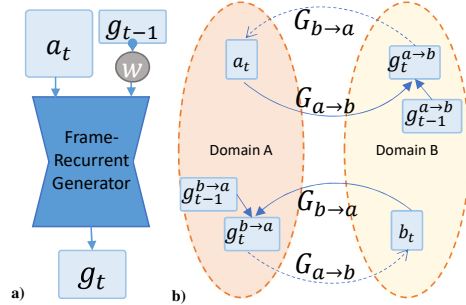 a_t
g_{t-1}
w
Frame-
Recurrent
Generator
g_t
a)
G_{b→a}
a_t
g_t^{a→b}
G_{a→b}
g_{t-1}^{a→b}
Domain A
Domain B
g_{t-1}^{b→a}
G_{b→a}
g_t^{b→a}
b_t
G_{a→b}
b)